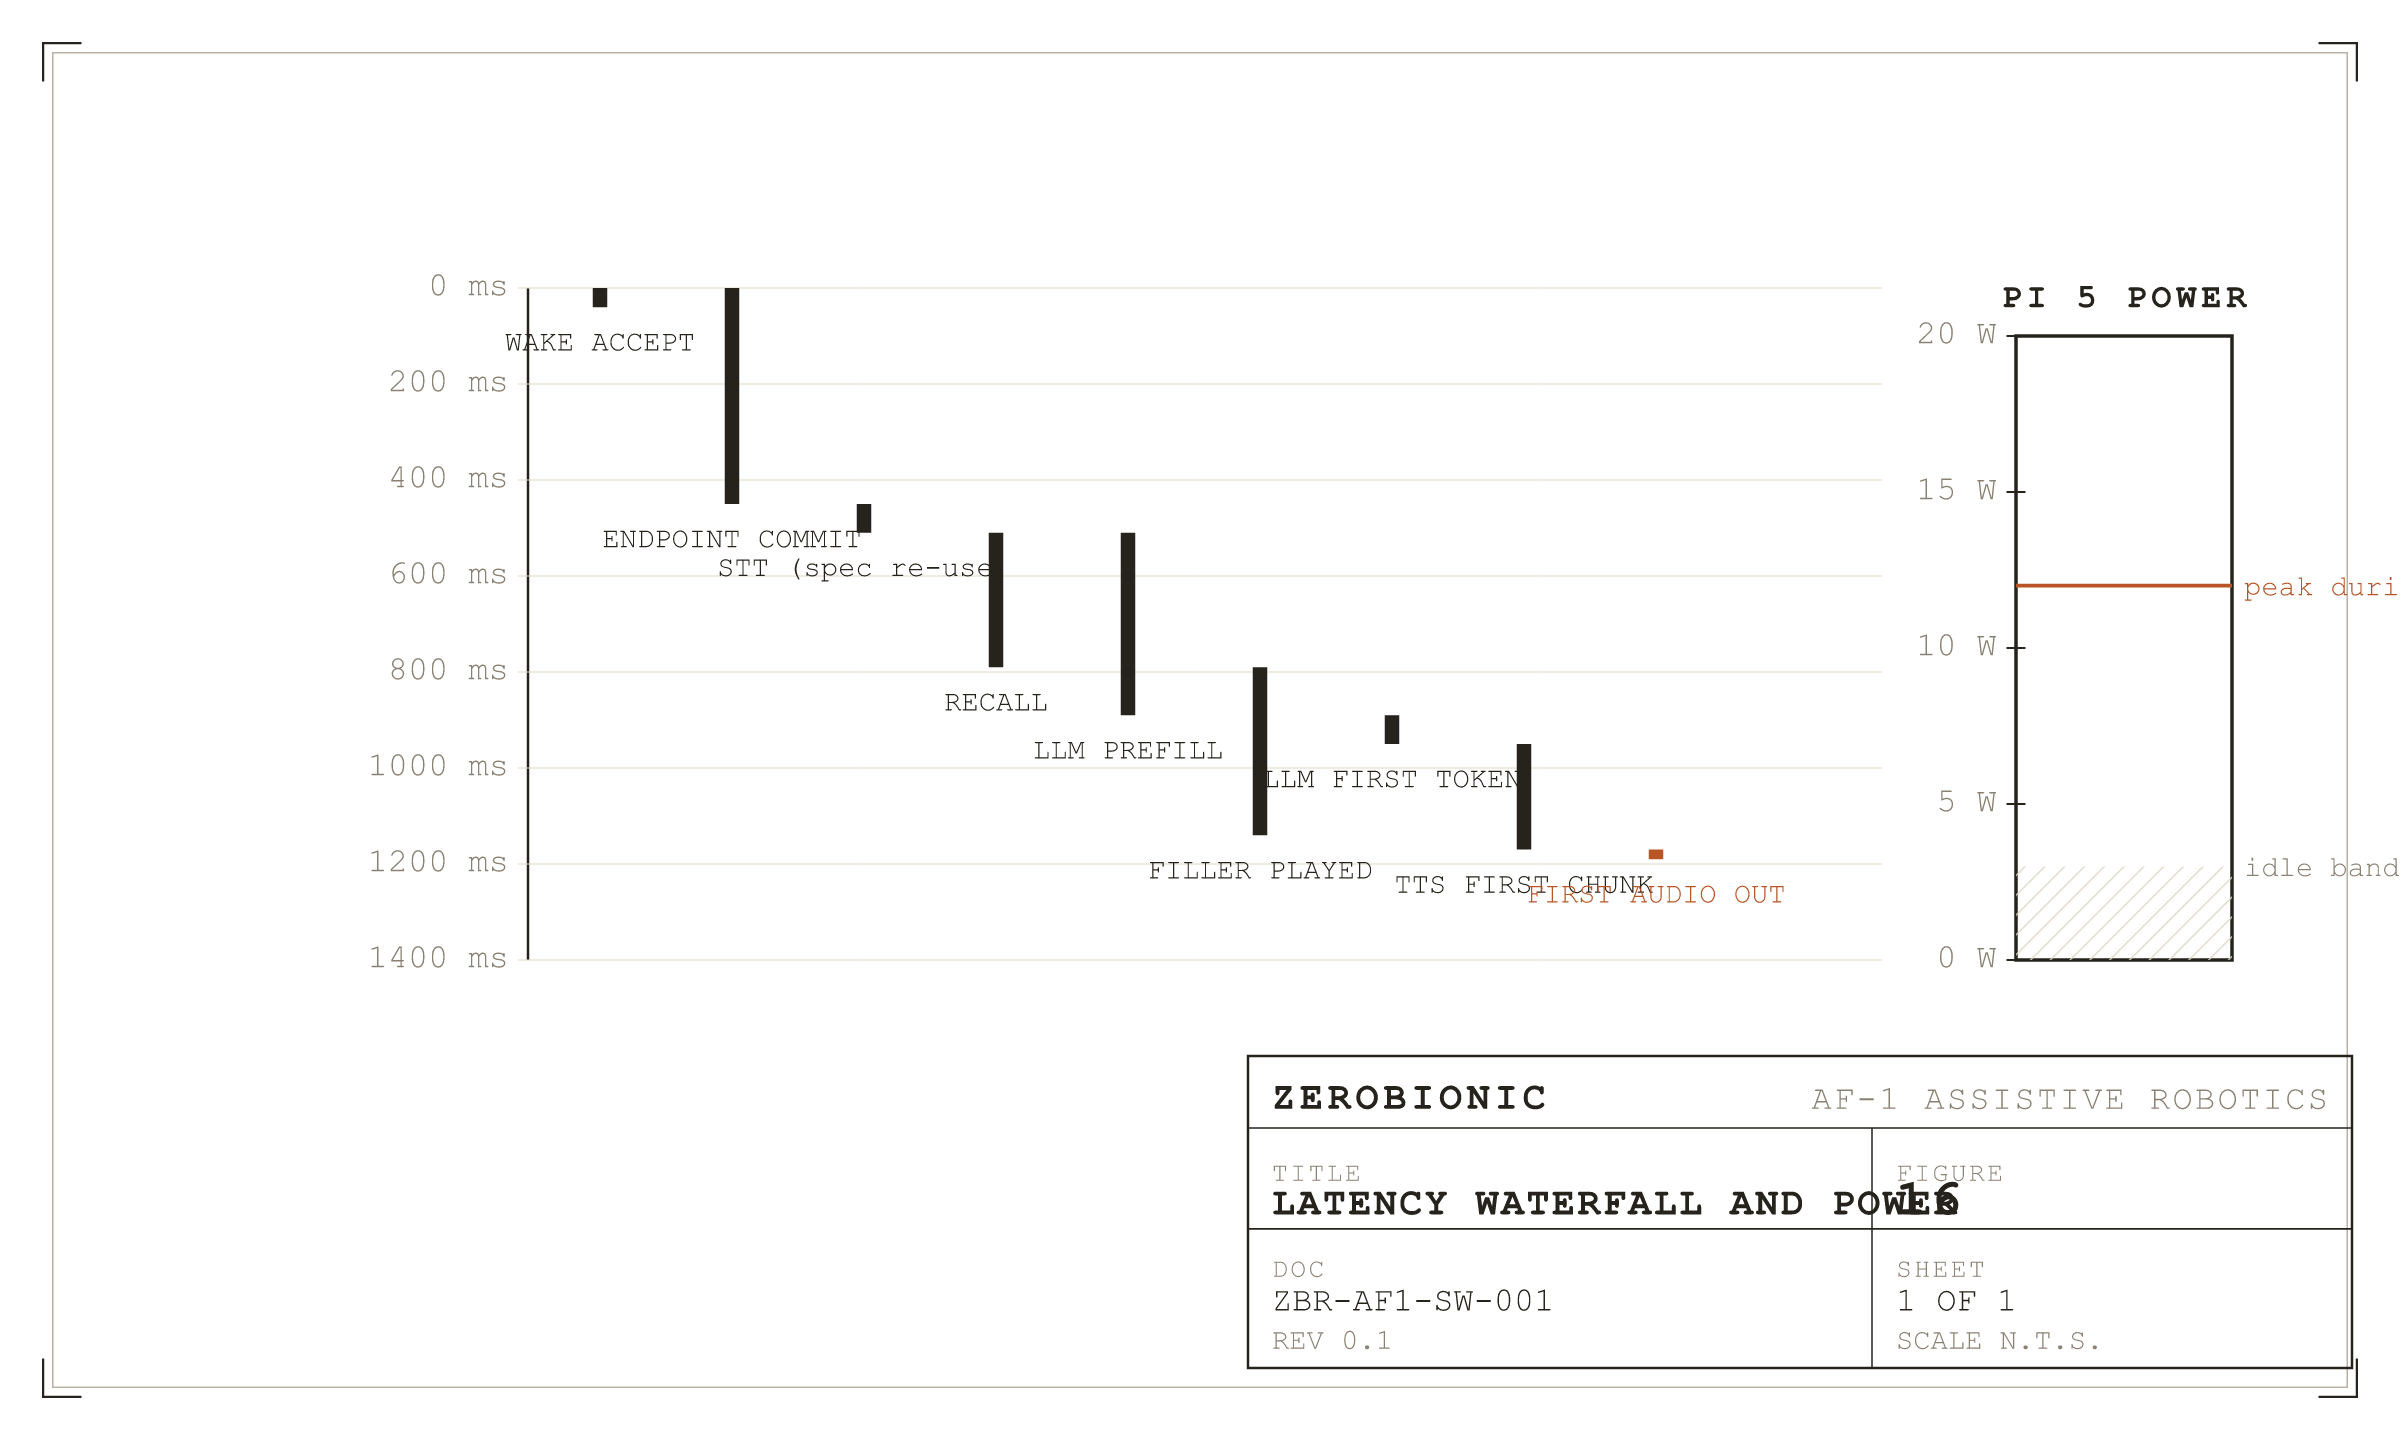 0 ms
WAKE ACCEPT
200 ms
400 ms
ENDPOINT COMMIT
STT (spec re-use
600 ms
RECALL
800 ms
LLM PREFILL
1000 ms
LLM FIRST TOKEN
1200 ms
FILLER PLAYED
TTS FIRST CHUNK
FIRST AUDIO OUT
1400 ms
PI 5 POWER
20 W
15 W
peak duri
10 W
5 W
idle band
0 W
ZEROBIONIC
AF-1 ASSISTIVE ROBOTICS
TITLE
LATENCY WATERFALL AND POWER
FIGURE
16
DOC
ZBR-AF1-SW-001
REV 0.1
SHEET
1 OF 1
SCALE N.T.S.